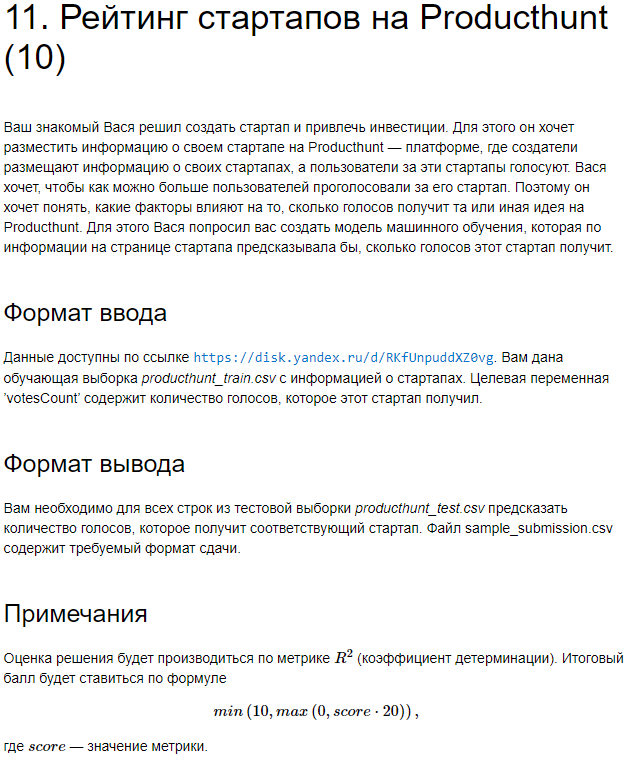 11. Рейтинг стартапов на Producthunt
(10)
Ваш знакомый Вася решил создать стартап и привлечь инвестиции. Для этого он хочет
разместить информацию о своем стартапе на Producthunt — платформе, где создатели
размещают информацию о своих стартапах, а пользователи за эти стартапы голосуют. Вася
хочет, чтобы как можно больше пользователей проголосовали за его стартап. Поэтому он
хочет понять, какие факторы влияют на то, сколько голосов получит та или иная идея на
Producthunt. Для этого Вася попросил вас создать модель машинного обучения, которая по
информации на странице стартапа предсказывала бы, сколько голосов этот стартап получит.
Формат ввода
Данные доступны по ссылке https://disk.yandex.ru/d/RKfUnpuddXZ0vg. Вам дана
обучающая выборка producthunt_train.csv с информацией о стартапах. Целевая переменная
’votesCount’ содержит количество голосов, которое этот стартап получил.
Формат вывода
Вам необходимо для всех строк из тестовой выборки producthunt_test.csv предсказать
количество голосов, которое получит соответствующий стартап. Файл sample_submission.csv
содержит требуемый формат сдачи.
Примечания
Оценка решения будет производиться по метрике R² (коэффициент детерминации). Итоговый
балл будет ставиться по формуле
min (10, max (0, score · 20)) ,
где score — значение метрики.